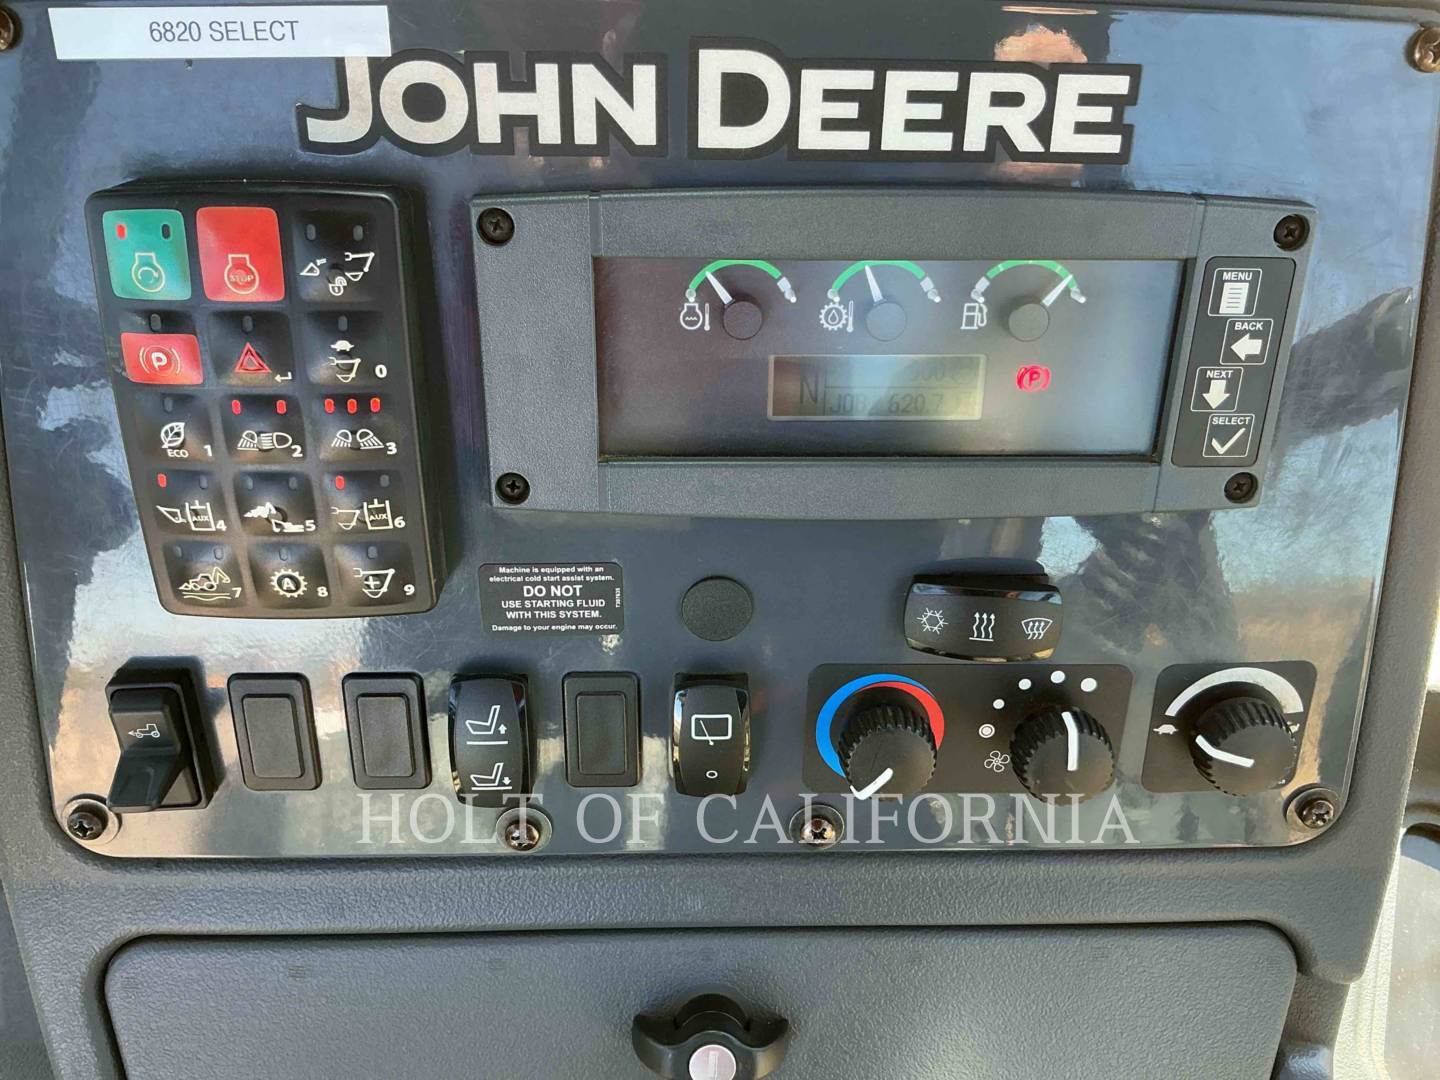 6820 SELECT
JOHN DEERE
STOP
P
0
ECO 1
2
3
AUX 4
5
AUX 6
7
A 8
9
N
JOB 620.7
P
MENU
BACK
NEXT
SELECT
Machine is equipped with an
electrical cold start assist system.
DO NOT
USE STARTING FLUID
WITH THIS SYSTEM.
Damage to your engine may occur.
HOLT OF CALIFORNIA